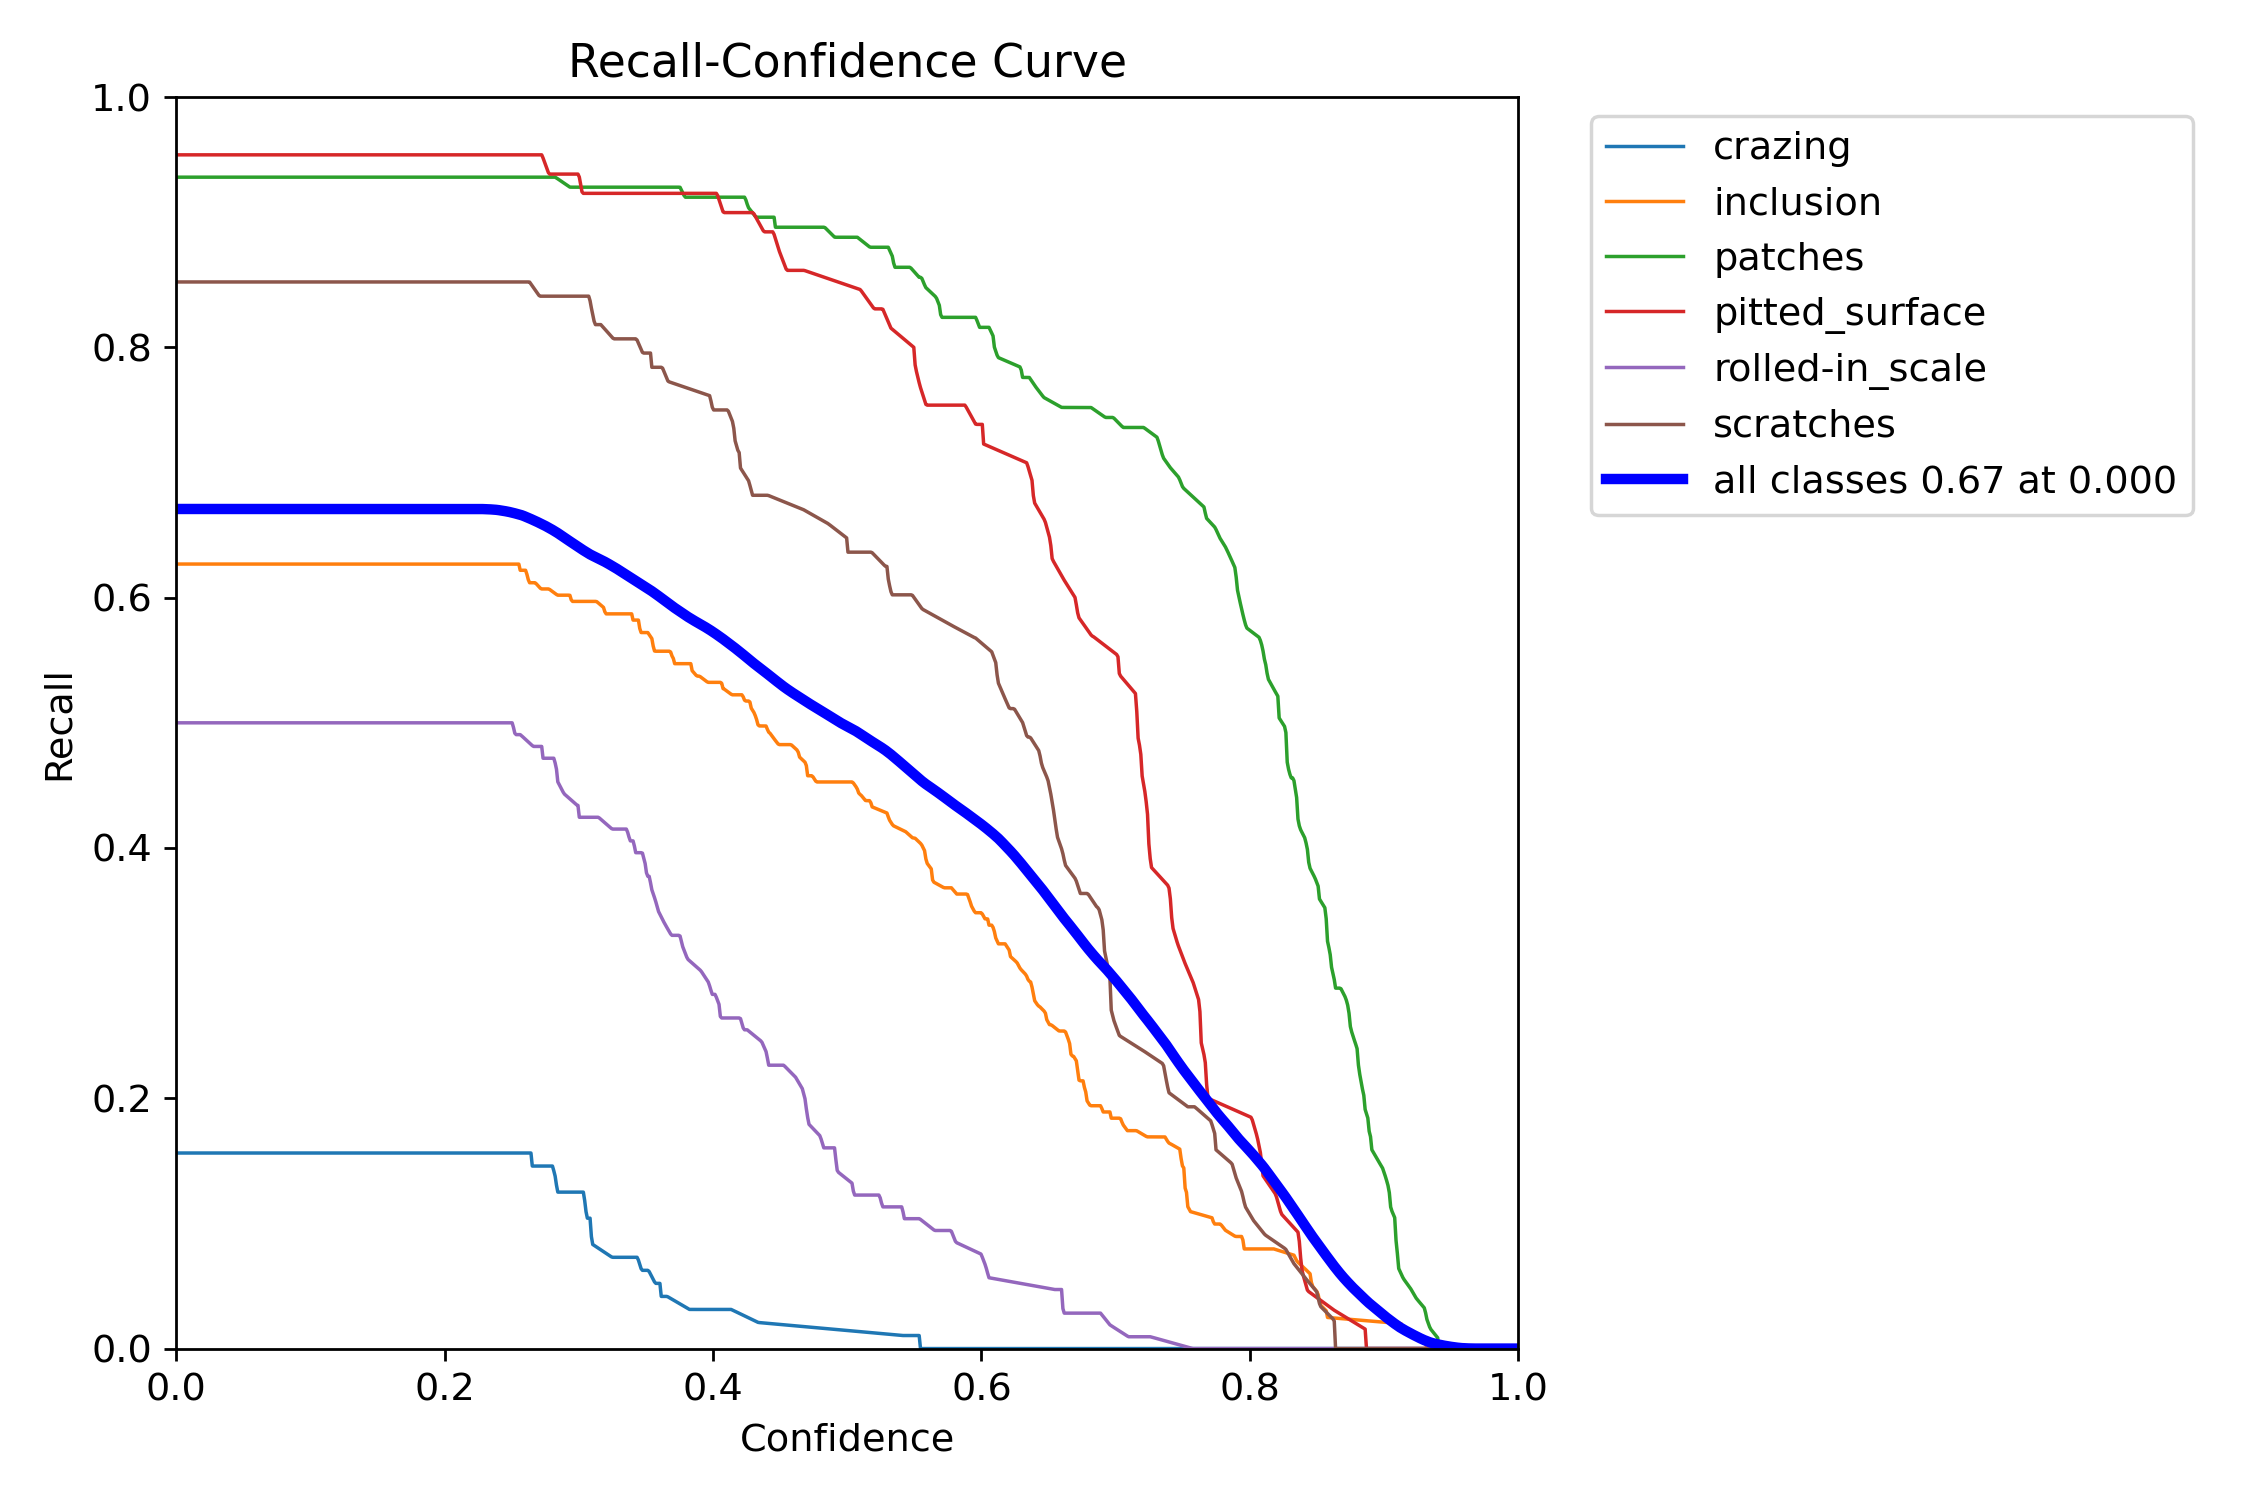 Recall-Confidence Curve
1.0
0.8
0.6
0.4
0.2
0.0
Recall
0.0 0.2 0.4 0.6 0.8 1.0
Confidence
crazing
inclusion
patches
pitted_surface
rolled-in_scale
scratches
all classes 0.67 at 0.000